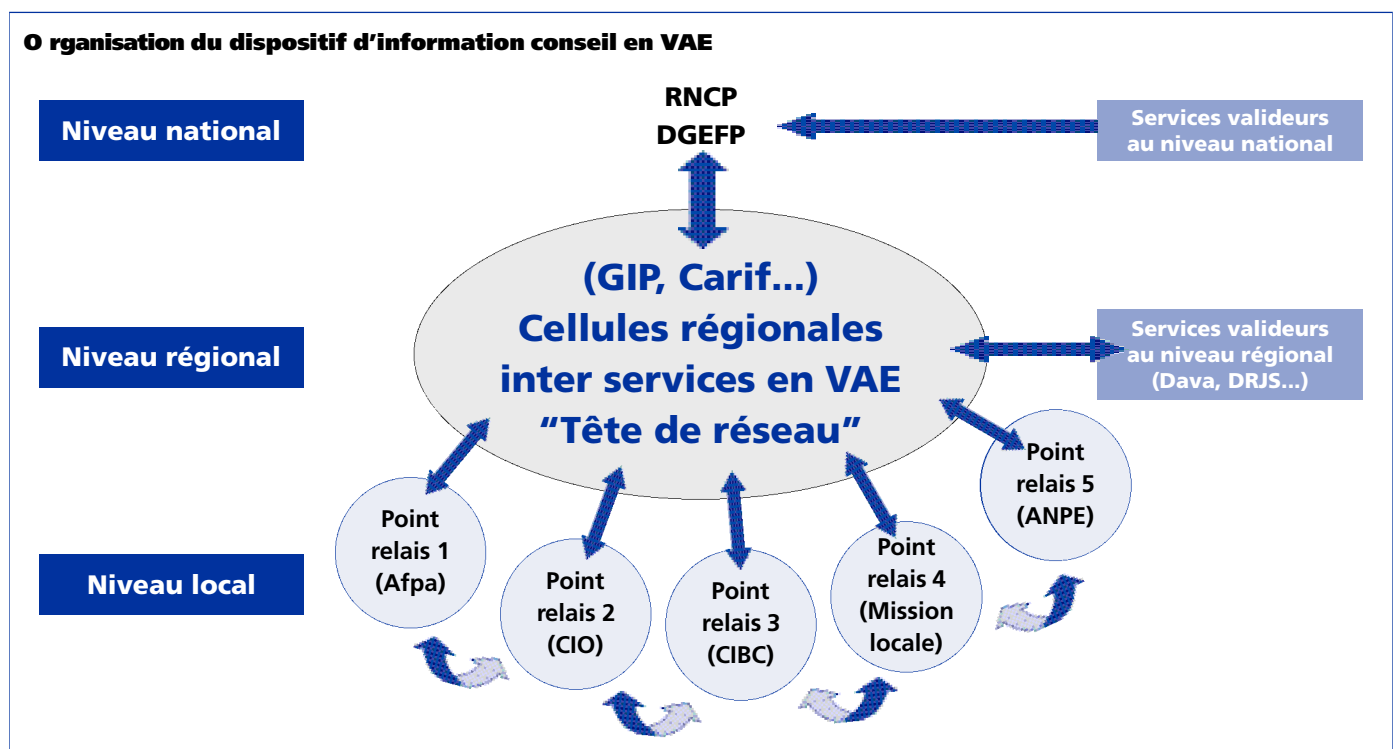 O rganisation du dispositif d’information conseil en VAE
Niveau national
RNCP
DGEFP
Services valideurs
au niveau national
Niveau régional
(GIP, Carif...)
Cellules régionales
inter services en VAE
“Tête de réseau”
Services valideurs
au niveau régional
(Dava, DRJS...)
Niveau local
Point
relais 1
(Afpa)
Point
relais 2
(CIO)
Point
relais 3
(CIBC)
Point
relais 4
(Mission
locale)
Point
relais 5
(ANPE)